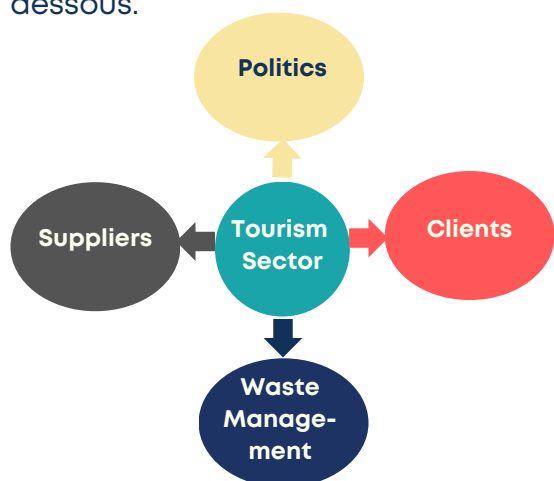 dessous.
Politics
Suppliers
Tourism
Sector
Clients
Waste
Manage-
ment